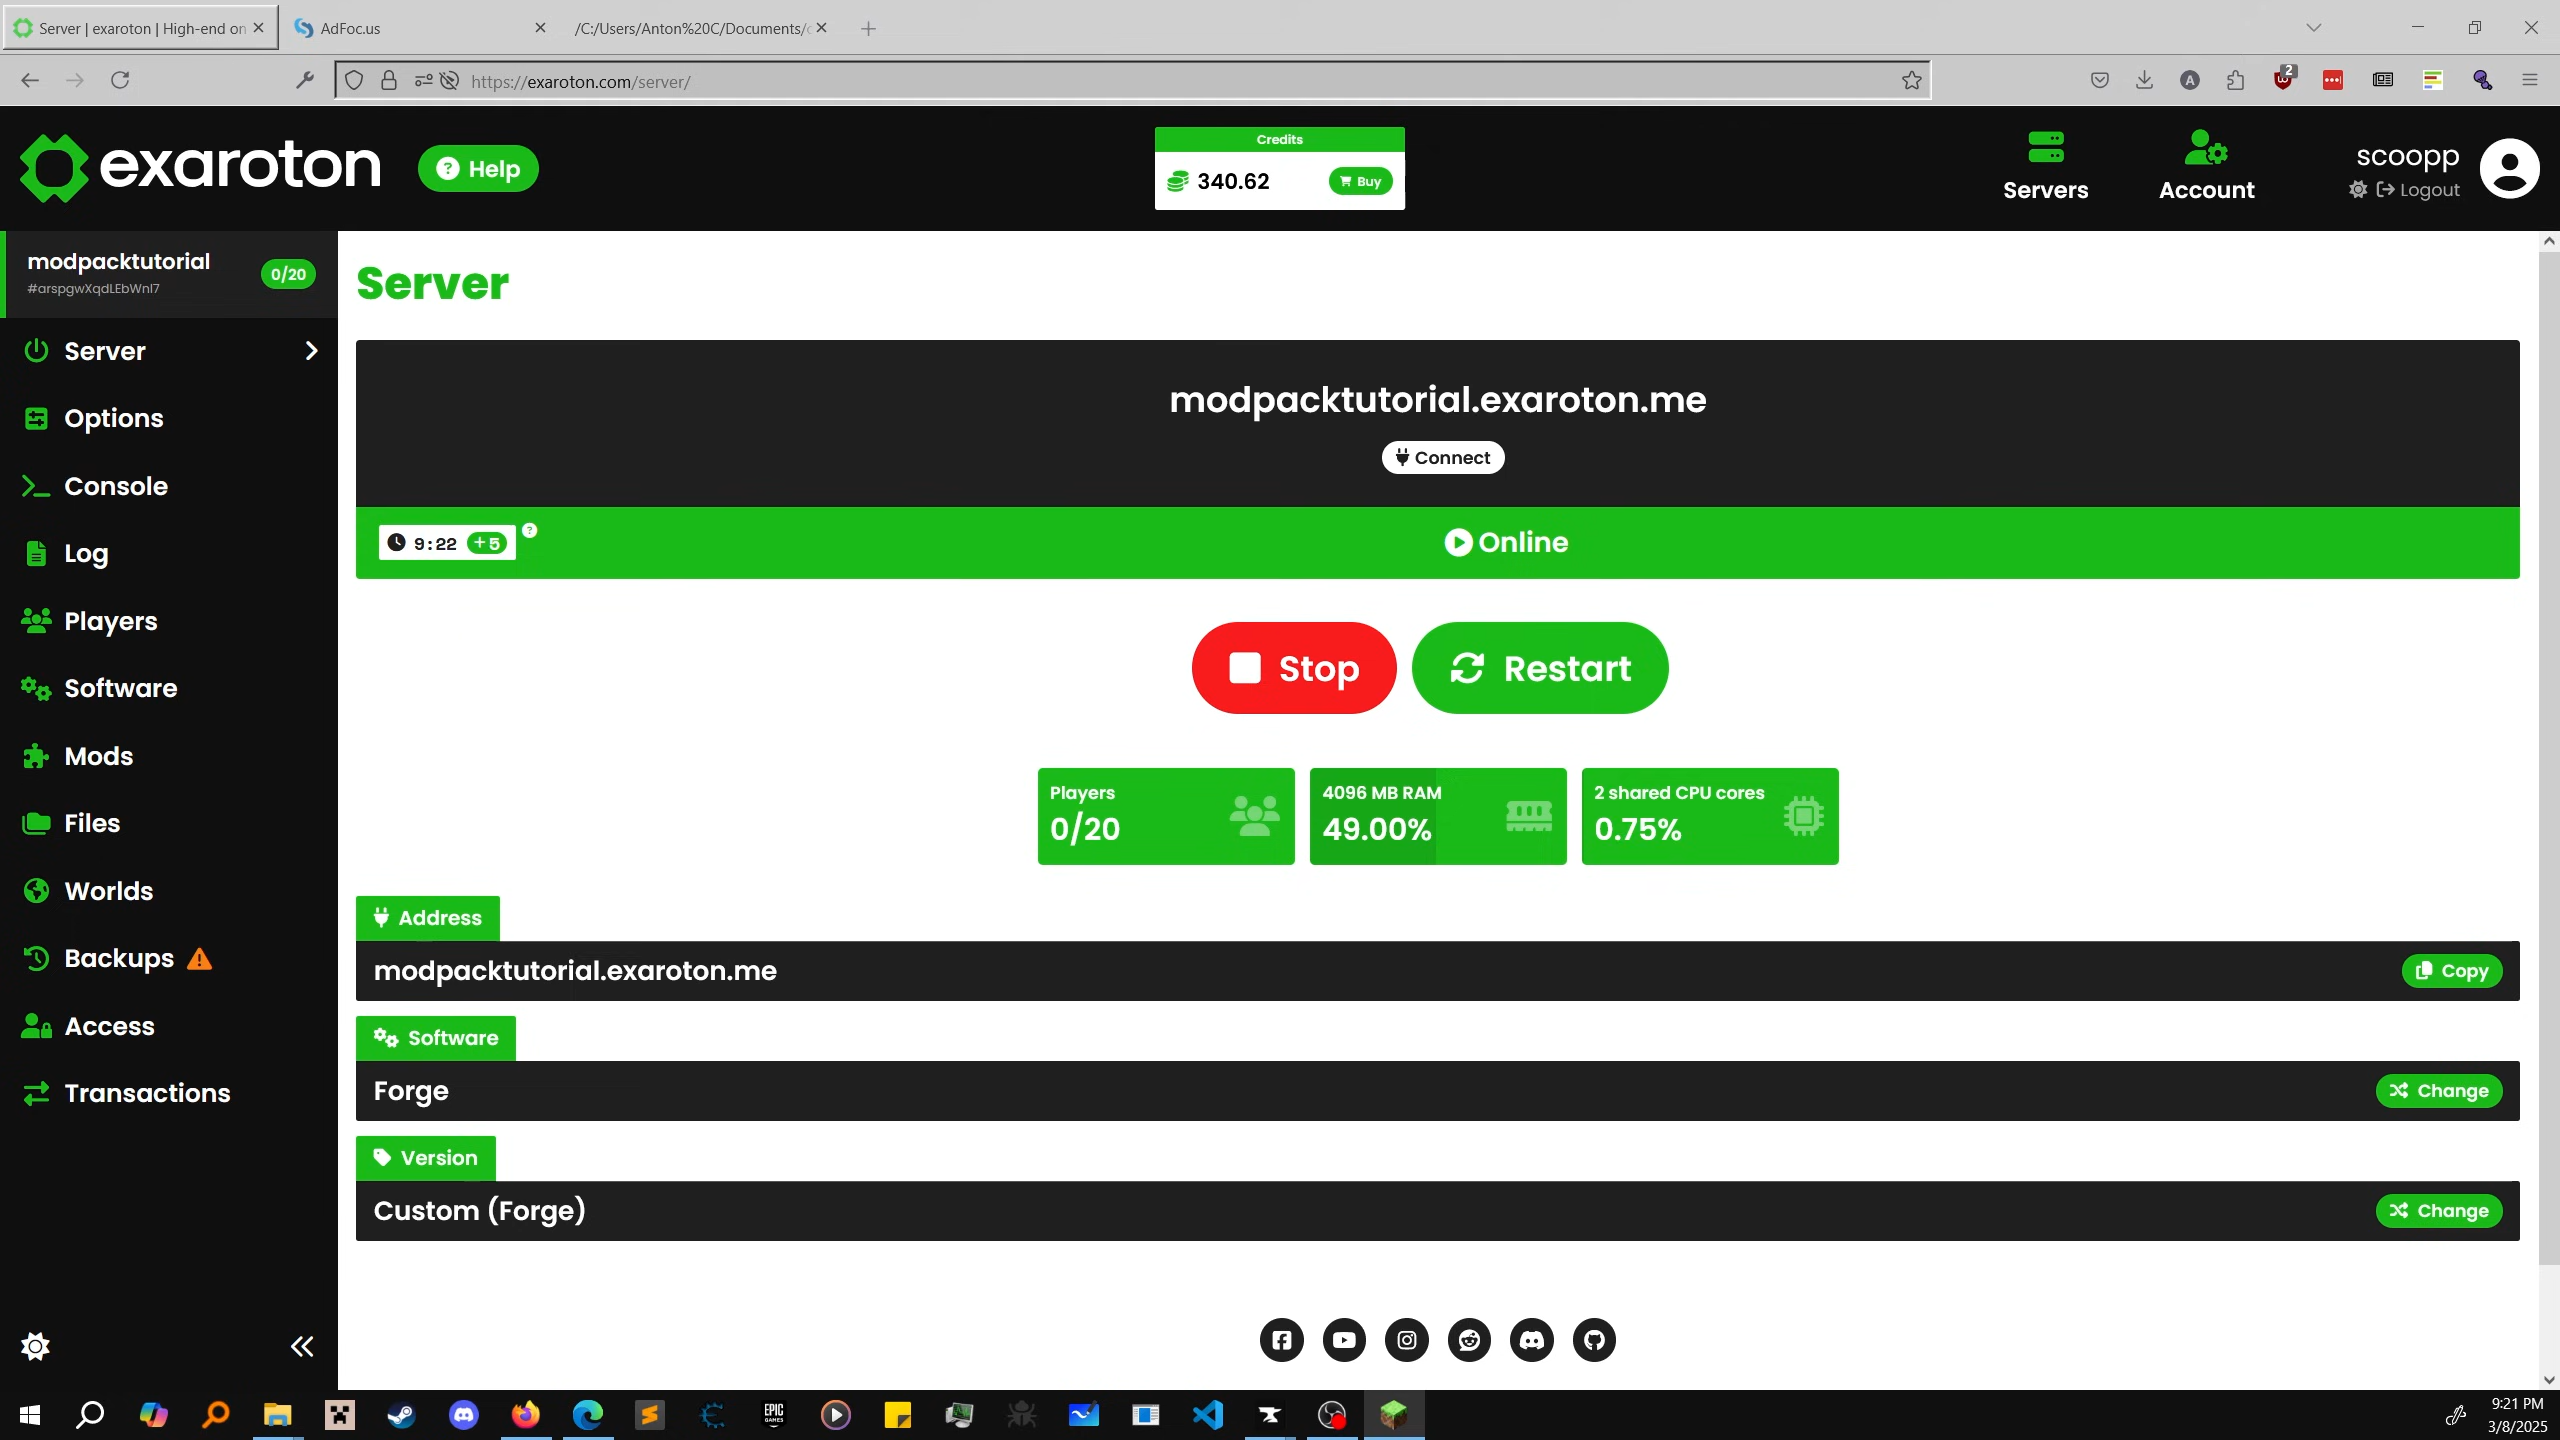 Server | exaroton | High-end on
AdFoc.us
/C:/Users/Anton%20C/Documents/c
https://exaroton.com/server/
2
exaroton
Help
Credits
340.62
Buy
Servers
Account
scoopp
Logout
modpacktutorial
#arspgwXqdLEbWnI7
0/20
Server
Options
Console
Log
Players
Software
Mods
Files
Worlds
Backups
Access
Transactions
Server
modpacktutorial.exaroton.me
Connect
9:22
+5
?
Online
Stop
Restart
Players
0/20
4096 MB RAM
49.00%
2 shared CPU cores
0.75%
Address
modpacktutorial.exaroton.me
Copy
Software
Forge
Change
Version
Custom (Forge)
Change
EPIC
GAMES
9:21 PM
3/8/2025